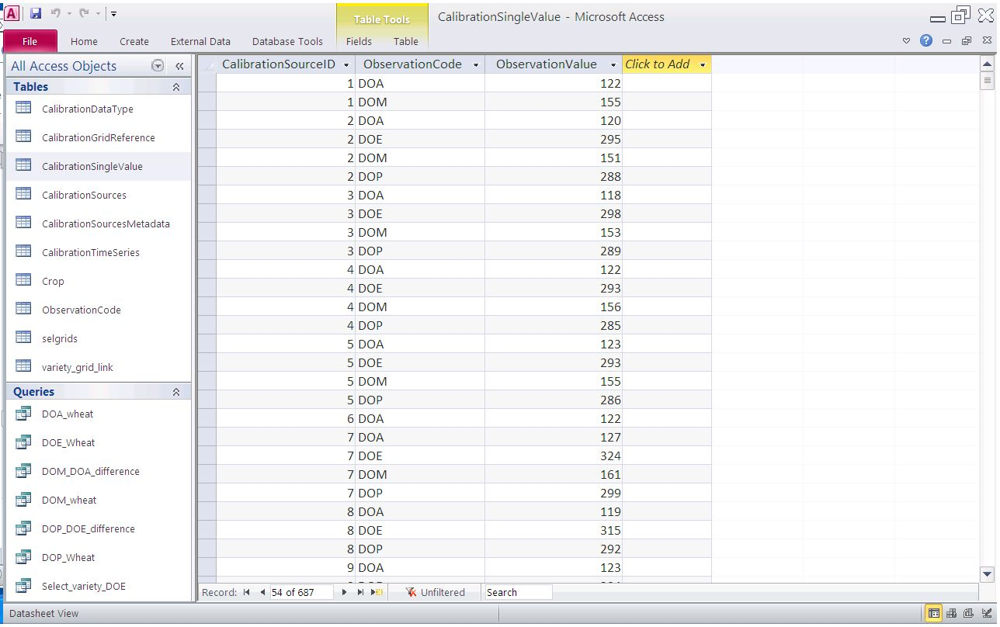 A
Table Tools
CalibrationSingleValue - Microsoft Access
File Home Create External Data Database Tools Fields Table
All Access Objects
Tables
CalibrationDataType
CalibrationGridReference
CalibrationSingleValue
CalibrationSources
CalibrationSourcesMetadata
CalibrationTimeSeries
Crop
ObservationCode
selgrids
variety_grid_link
Queries
DOA_wheat
DOE_Wheat
DOM_DOA_difference
DOM_wheat
DOP_DOE_difference
DOP_Wheat
Select_variety_DOE
CalibrationSourceID ObservationCode ObservationValue Click to Add
1 DOA 122
1 DOM 155
2 DOA 120
2 DOE 295
2 DOM 151
2 DOP 288
3 DOA 118
3 DOE 298
3 DOM 153
3 DOP 289
4 DOA 122
4 DOE 293
4 DOM 156
4 DOP 285
5 DOA 123
5 DOE 293
5 DOM 155
5 DOP 286
6 DOA 122
7 DOA 127
7 DOE 324
7 DOM 161
7 DOP 299
8 DOA 119
8 DOE 315
8 DOP 292
9 DOA 123
Record: 54 of 687 Unfiltered Search
Datasheet View